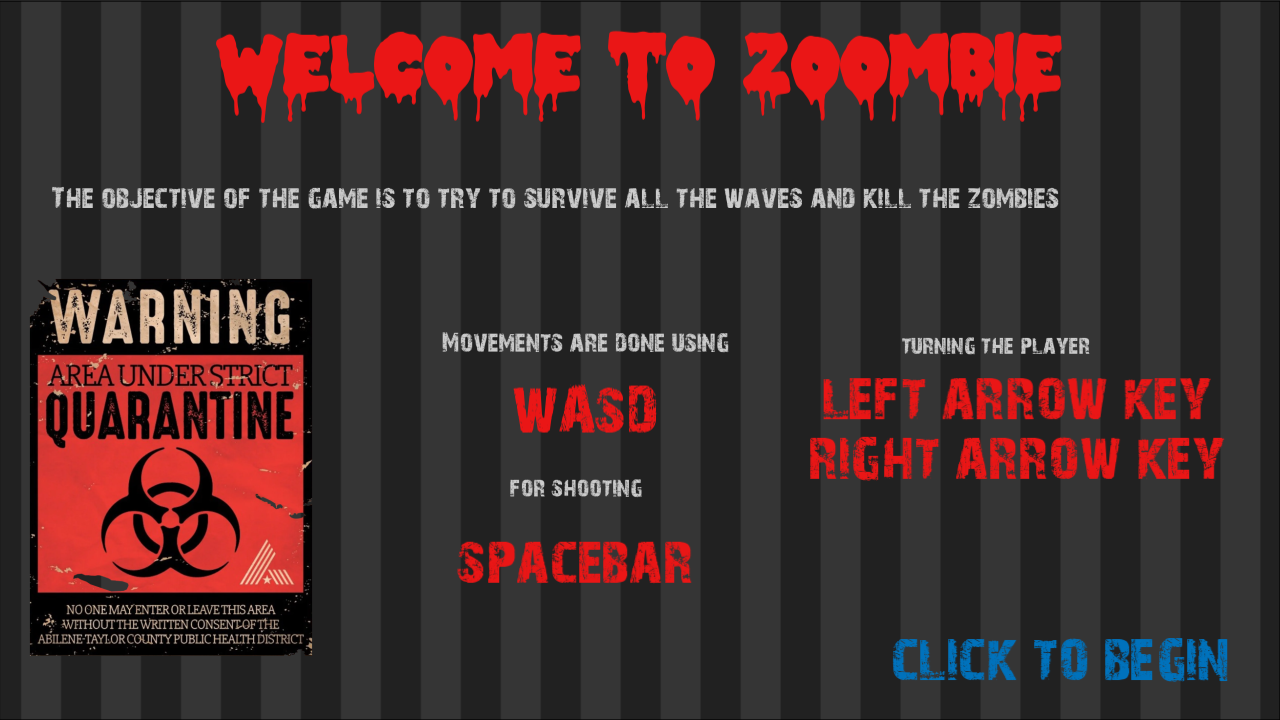 WELCOME TO ZOOMBIE
THE OBJECTIVE OF THE GAME IS TO TRY TO SURVIVE ALL THE WAVES AND KILL THE ZOMBIES
WARNING
AREA UNDER STRICT
QUARANTINE
NO ONE MAY ENTER OR LEAVE THIS AREA
WITHOUT THE WRITTEN CONSENT OF THE
ABILENE-TAYLOR COUNTY PUBLIC HEALTH DISTRICT
MOVEMENTS ARE DONE USING
WASD
FOR SHOOTING
SPACEBAR
TURNING THE PLAYER
LEFT ARROW KEY
RIGHT ARROW KEY
CLICK TO BEGIN